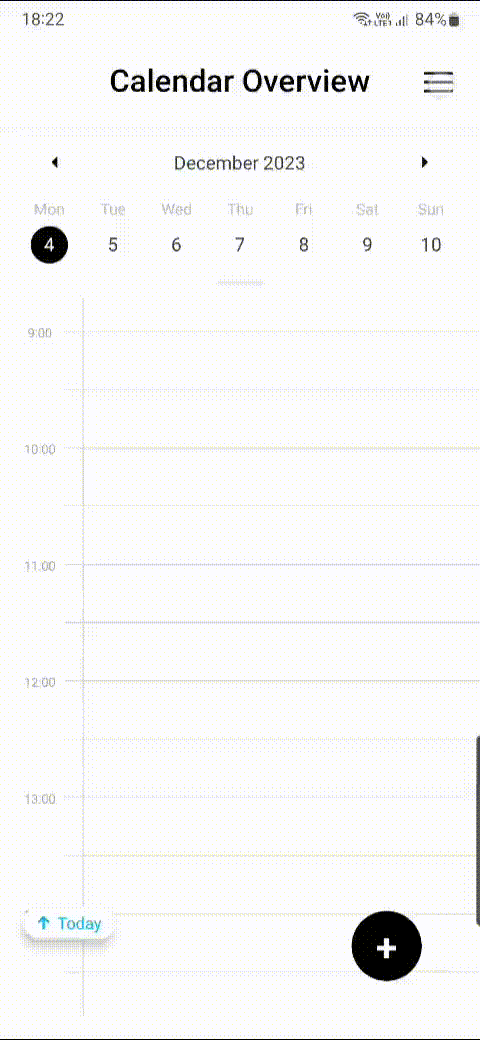 18:22 84%
Calendar Overview
December 2023
Mon Tue Wed Thu Fri Sat Sun
4 5 6 7 8 9 10
9:00
10:00
11:00
12:00
13:00
Today
+